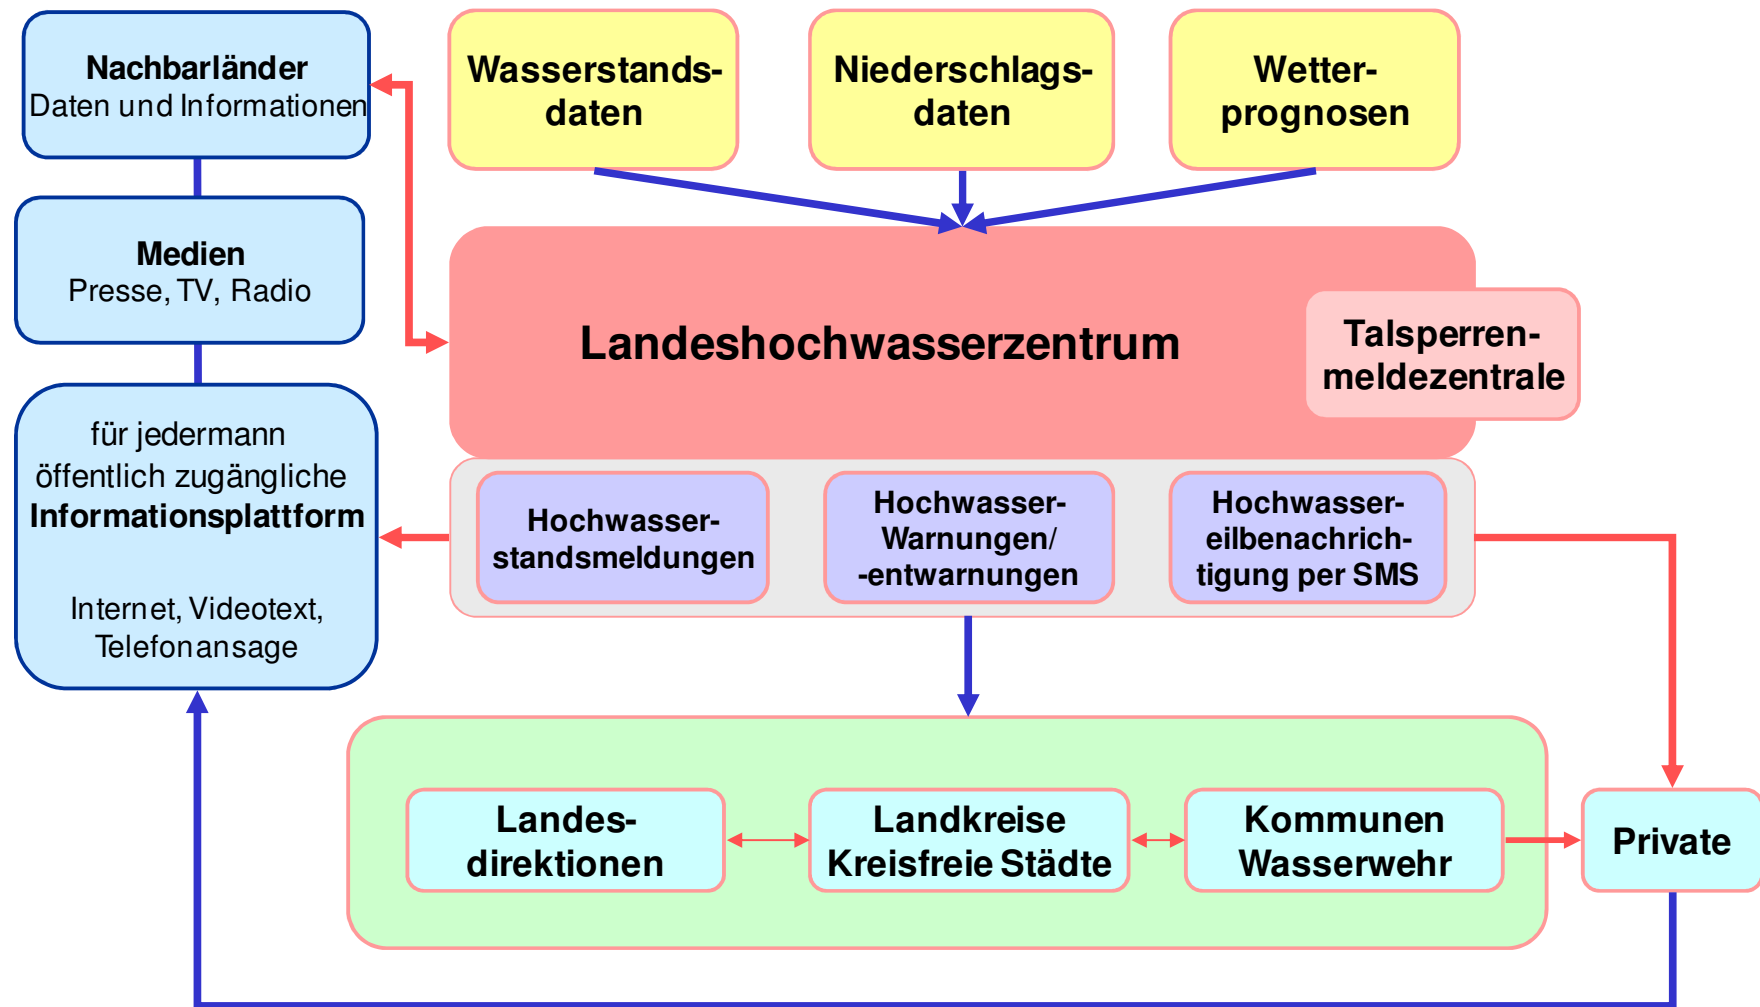 Nachbarländer
Daten und Informationen
Wasserstands-
daten
Niederschlags-
daten
Wetter-
prognosen
Medien
Presse, TV, Radio
Landeshochwasserzentrum
Talsperren-
meldezentrale
für jedermann
öffentlich zugängliche
Informationsplattform
Internet, Videotext,
Telefonansage
Hochwasser-
standsmeldungen
Hochwasser-
Warnungen/
-entwarnungen
Hochwasser-
eilbenachrich-
tigung per SMS
Landes-
direktionen
Landkreise
Kreisfreie Städte
Kommunen
Wasserwehr
Private